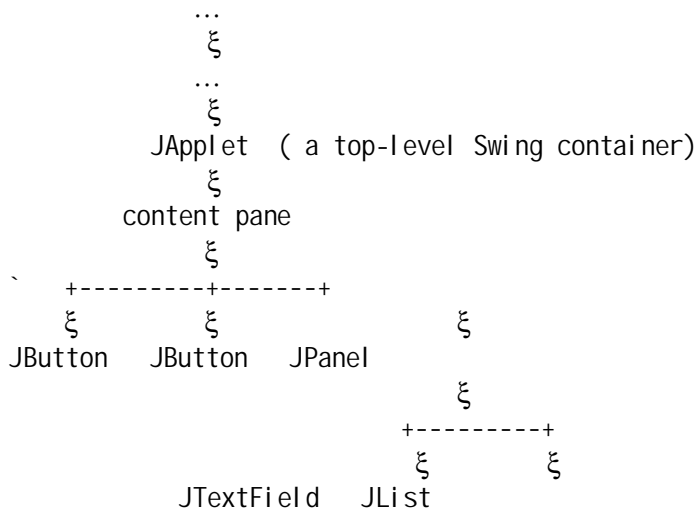 ...
ξ
...
ξ
JApplet ( a top-level Swing container)
ξ
content pane
ξ
` +---------+-------+
ξ ξ ξ
JButton JButton JPanel
ξ
+---------+
ξ ξ
JTextField JList